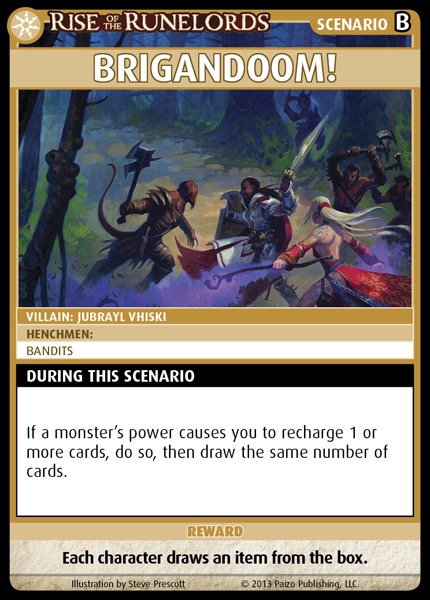 RISE OF THE RUNELORDS SCENARIO B
BRIGANDOOM!
VILLAIN: JUBRAYL VHISKI
HENCHMEN:
BANDITS
DURING THIS SCENARIO
If a monster's power causes you to recharge 1 or
more cards, do so, then draw the same number of
cards.
REWARD
Each character draws an item from the box.
Illustration by Steve Prescott © 2013 Paizo Publishing, LLC.